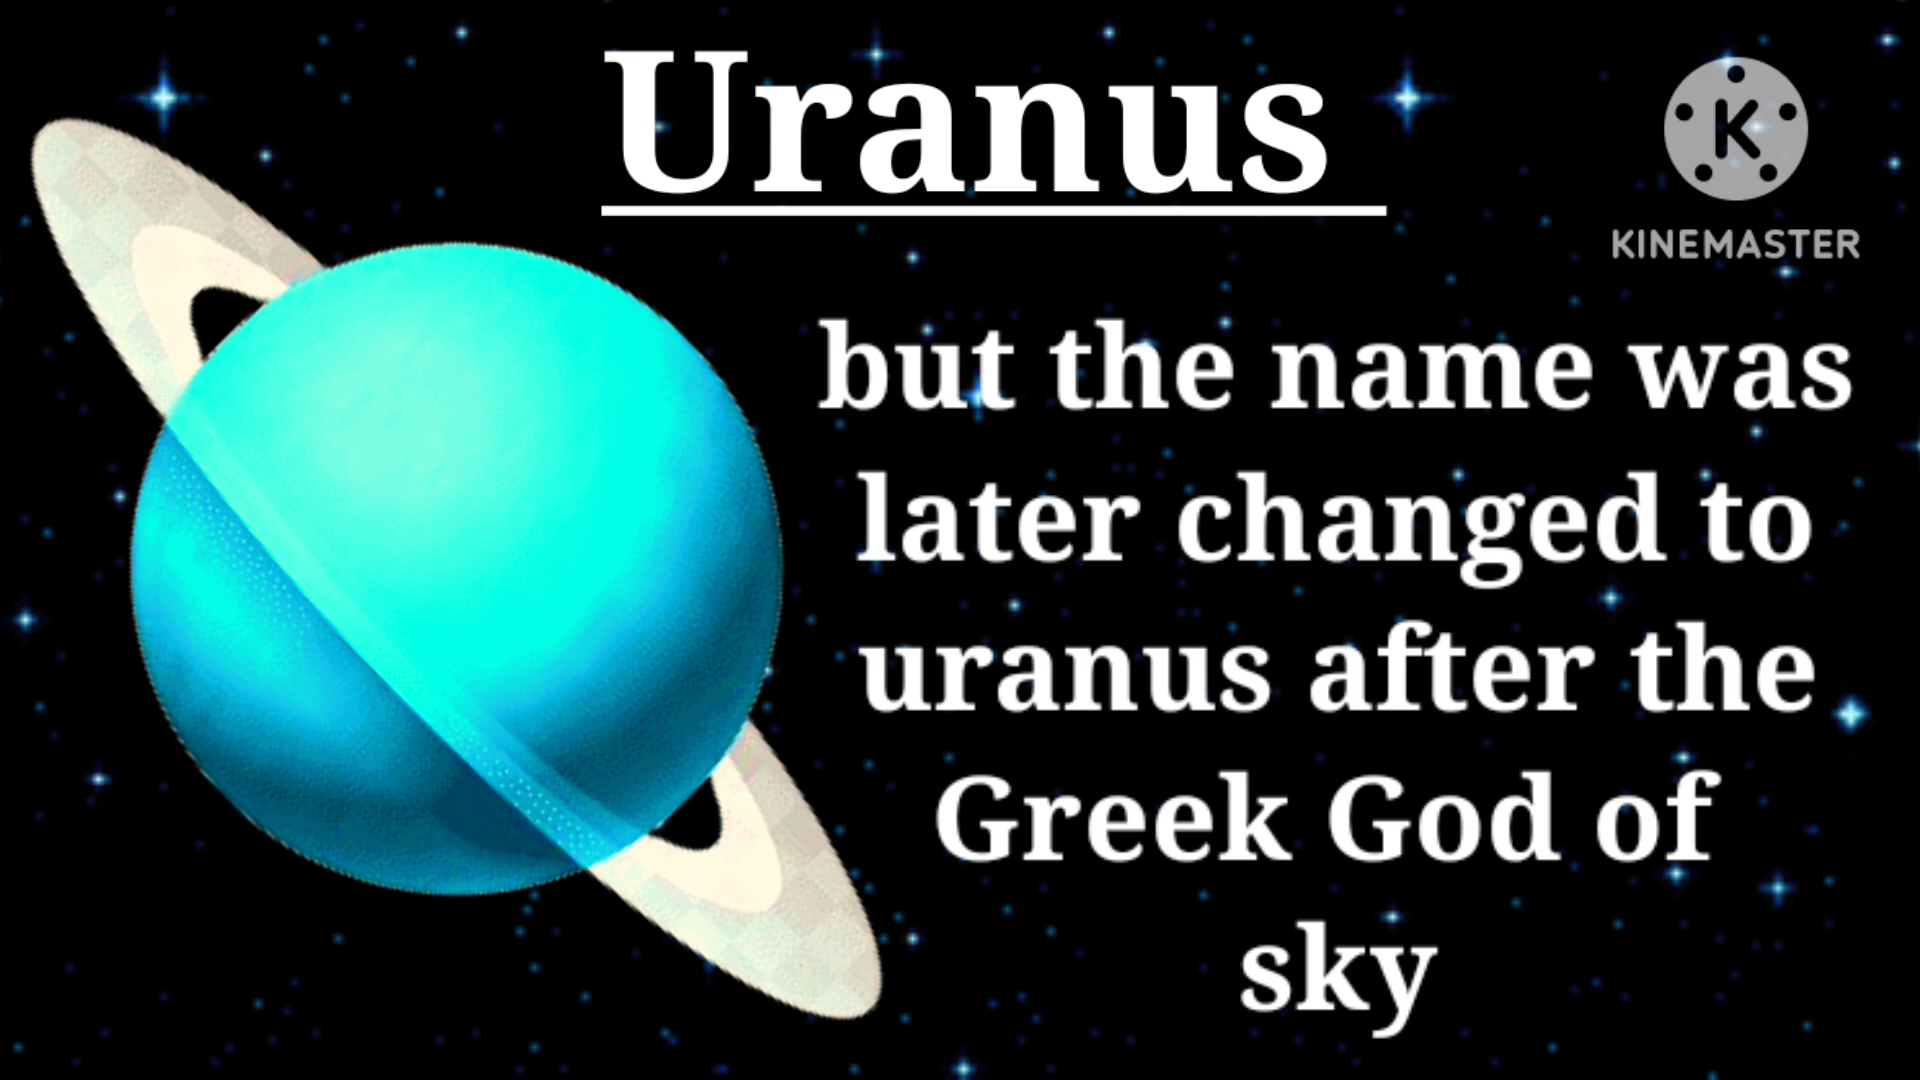 Uranus
K
KINEMASTER
but the name was
later changed to
uranus after the
Greek God of
sky